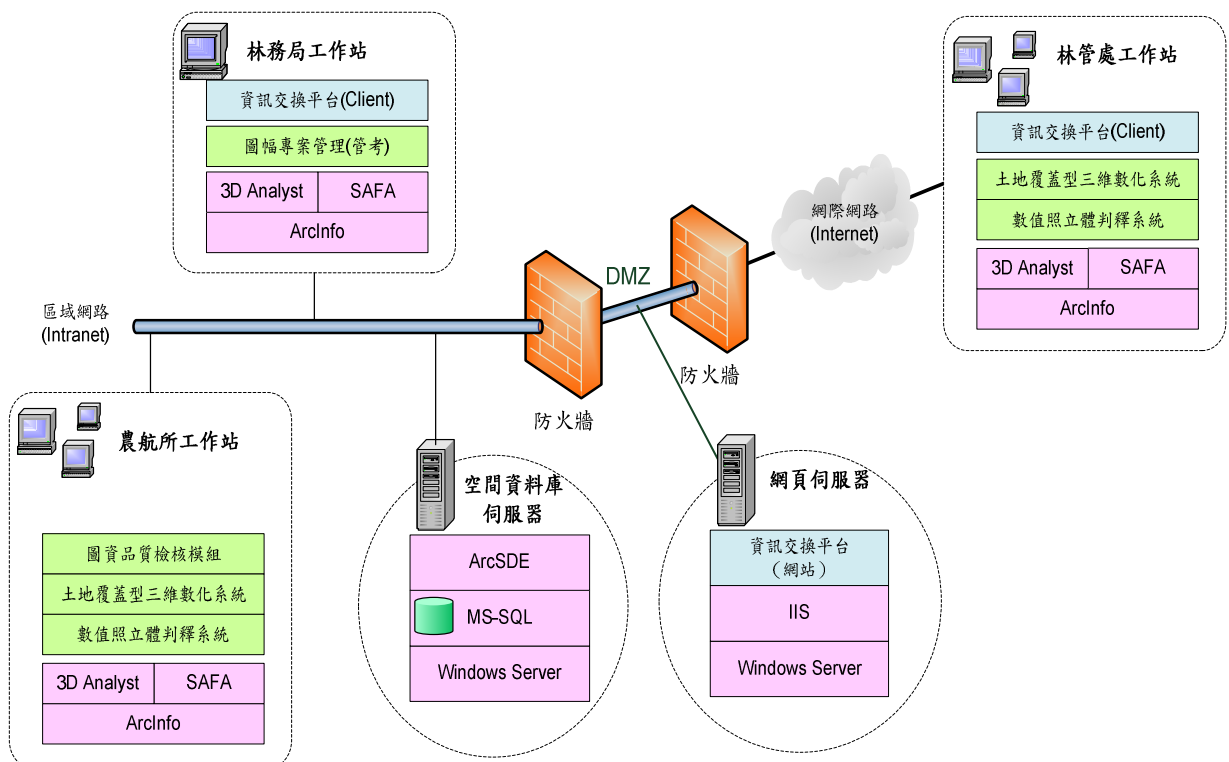 林務局工作站
資訊交換平台(Client)
圖幅專案管理(管考)
3D Analyst
SAFA
ArcInfo
林管處工作站
資訊交換平台(Client)
土地覆蓋型三維數化系統
數值照立體判釋系統
3D Analyst
SAFA
ArcInfo
網際網路
(Internet)
DMZ
區域網路
(Intranet)
防火牆
防火牆
農航所工作站
圖資品質檢核模組
土地覆蓋型三維數化系統
數值照立體判釋系統
3D Analyst
SAFA
ArcInfo
空間資料庫
伺服器
ArcSDE
MS-SQL
Windows Server
網頁伺服器
資訊交換平台
（網站）
IIS
Windows Server